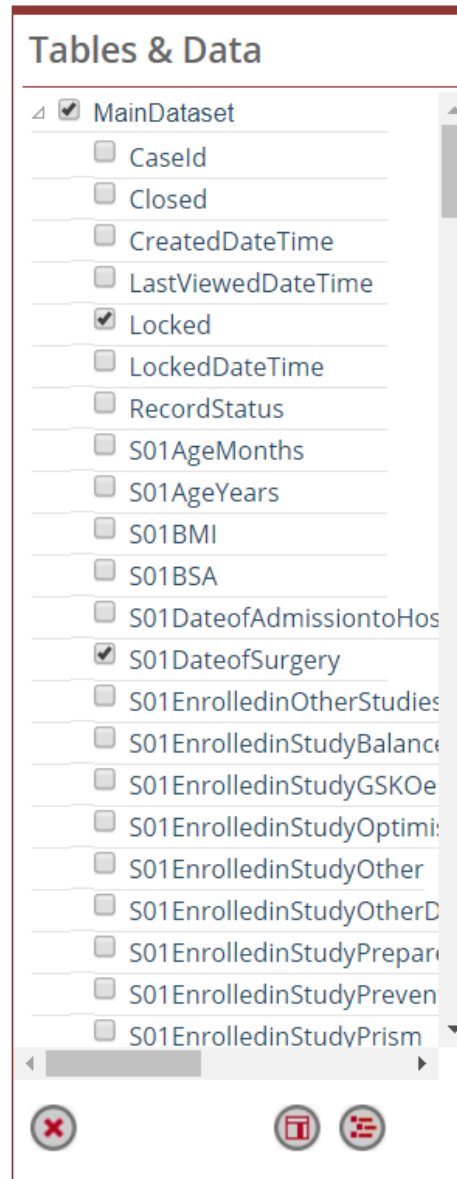 Tables & Data
MainDataset
CaseId
Closed
CreatedDateTime
LastViewedDateTime
Locked
LockedDateTime
RecordStatus
S01AgeMonths
S01AgeYears
S01BMI
S01BSA
S01DateofAdmissiontoHos
S01DateofSurgery
S01EnrolledinOtherStudies
S01EnrolledinStudyBalance
S01EnrolledinStudyGSKOe
S01EnrolledinStudyOptimi
S01EnrolledinStudyOther
S01EnrolledinStudyOtherD
S01EnrolledinStudyPrepare
S01EnrolledinStudyPreven
S01EnrolledinStudyPrism